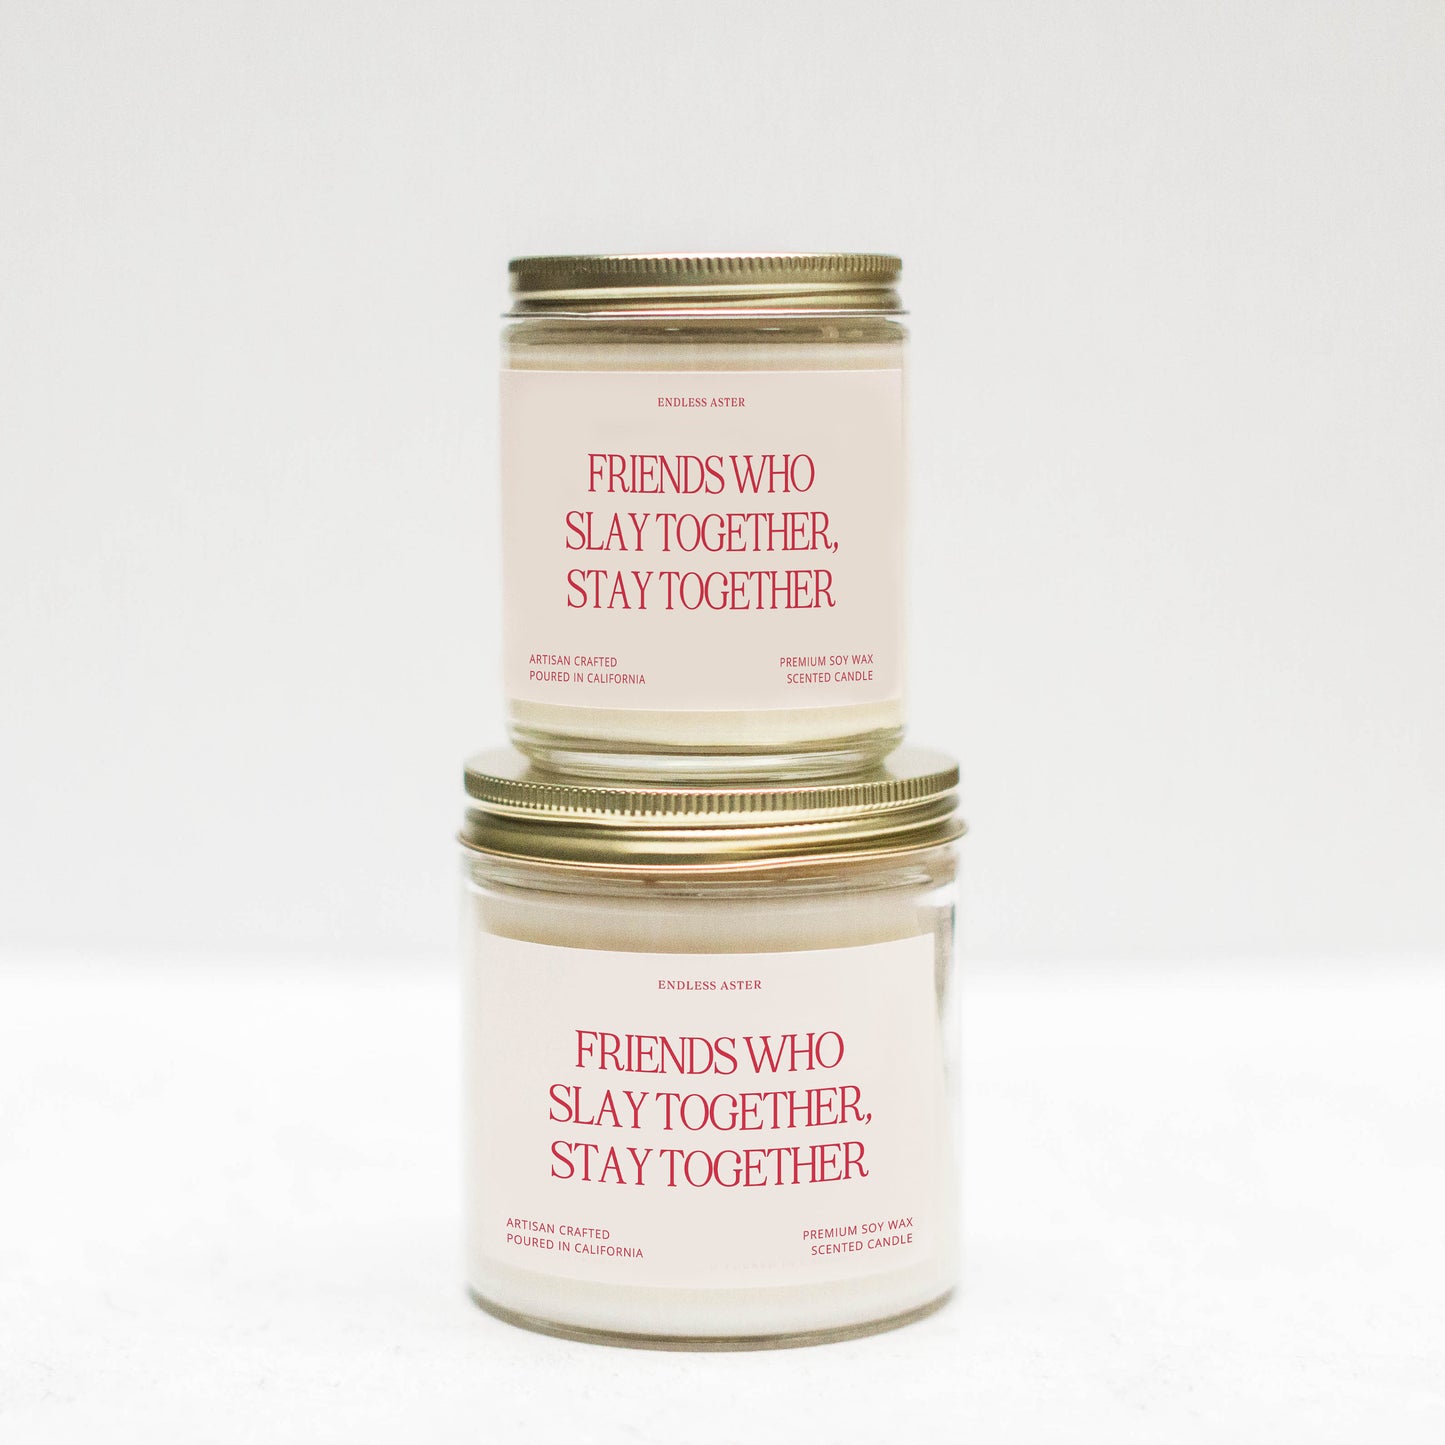 ENDLESS ASTER
FRIENDS WHO
SLAY TOGETHER,
STAY TOGETHER
ARTISAN CRAFTED
POURED IN CALIFORNIA
PREMIUM SOY WAX
SCENTED CANDLE
ENDLESS ASTER
FRIENDS WHO
SLAY TOGETHER,
STAY TOGETHER
ARTISAN CRAFTED
POURED IN CALIFORNIA
PREMIUM SOY WAX
SCENTED CANDLE